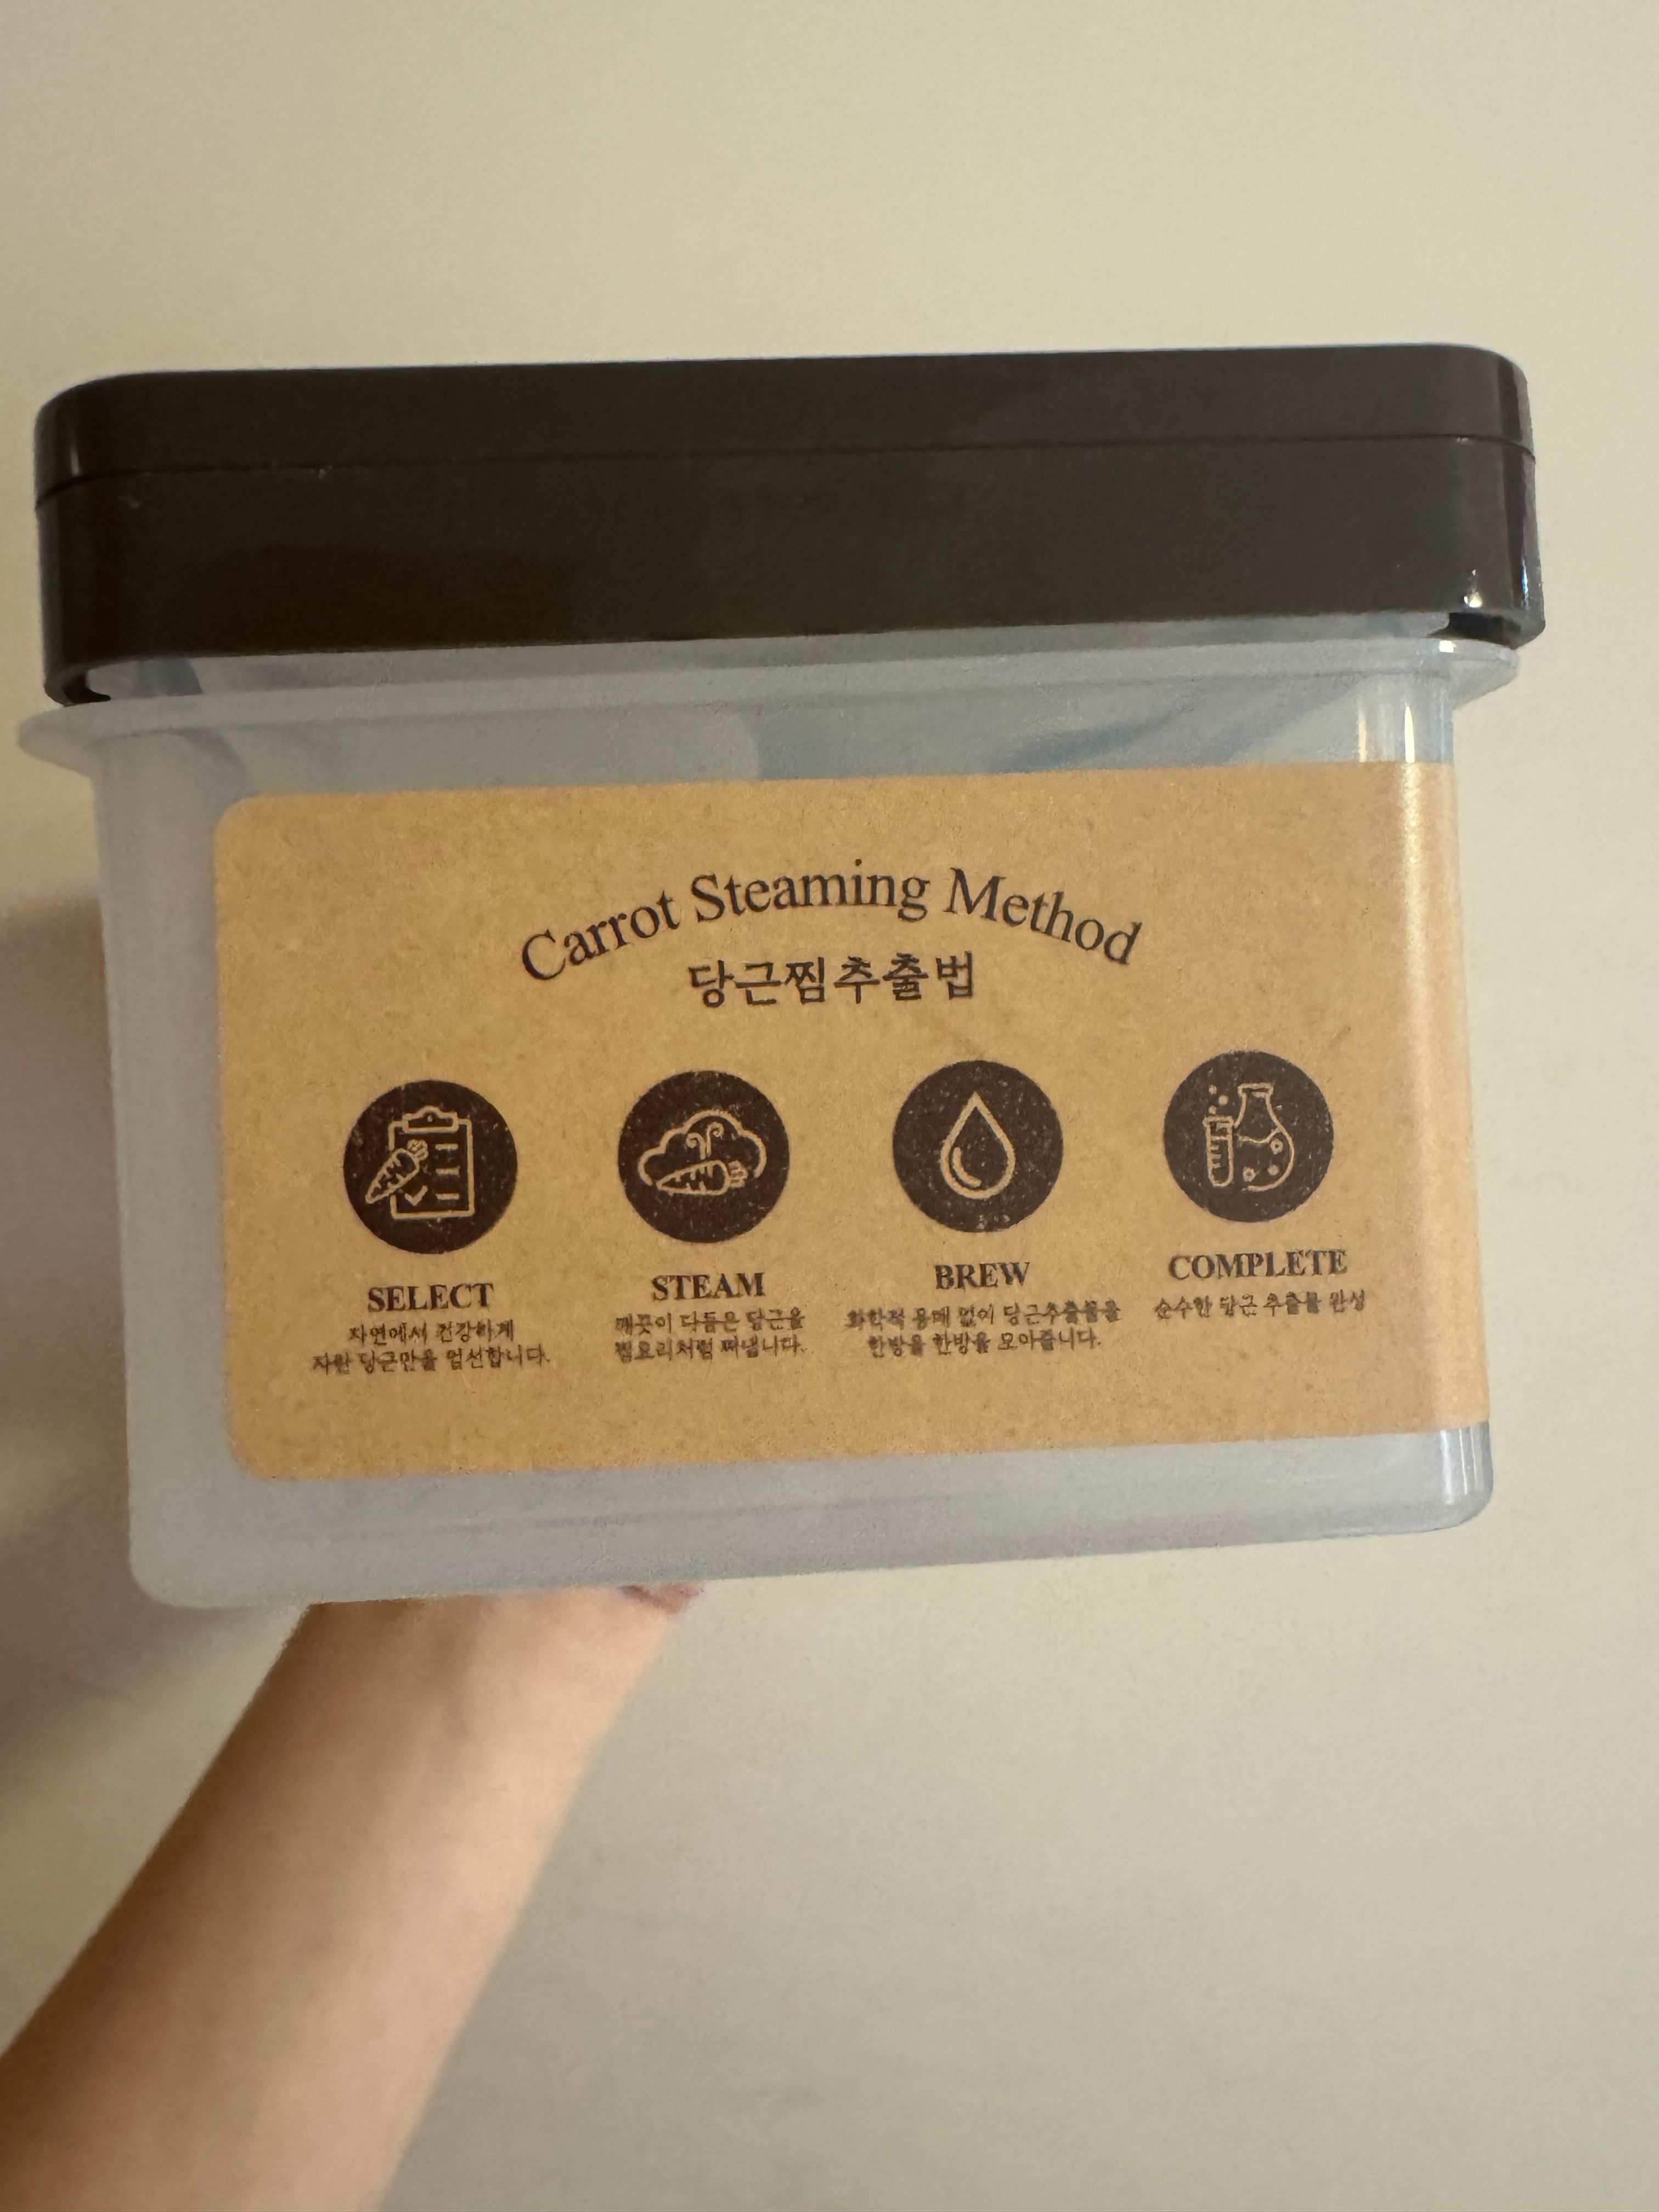 Carrot Steaming Method
당근찜추출법
SELECT
자연에서 건강하게
자란 당근만을 엄선합니다.
STEAM
깨끗이 다듬은 당근을
찜요리처럼 쪄냅니다.
BREW
화학적 용매 없이 당근추출물을
한방울 한방울 모아줍니다.
COMPLETE
순수한 당근 추출물 완성